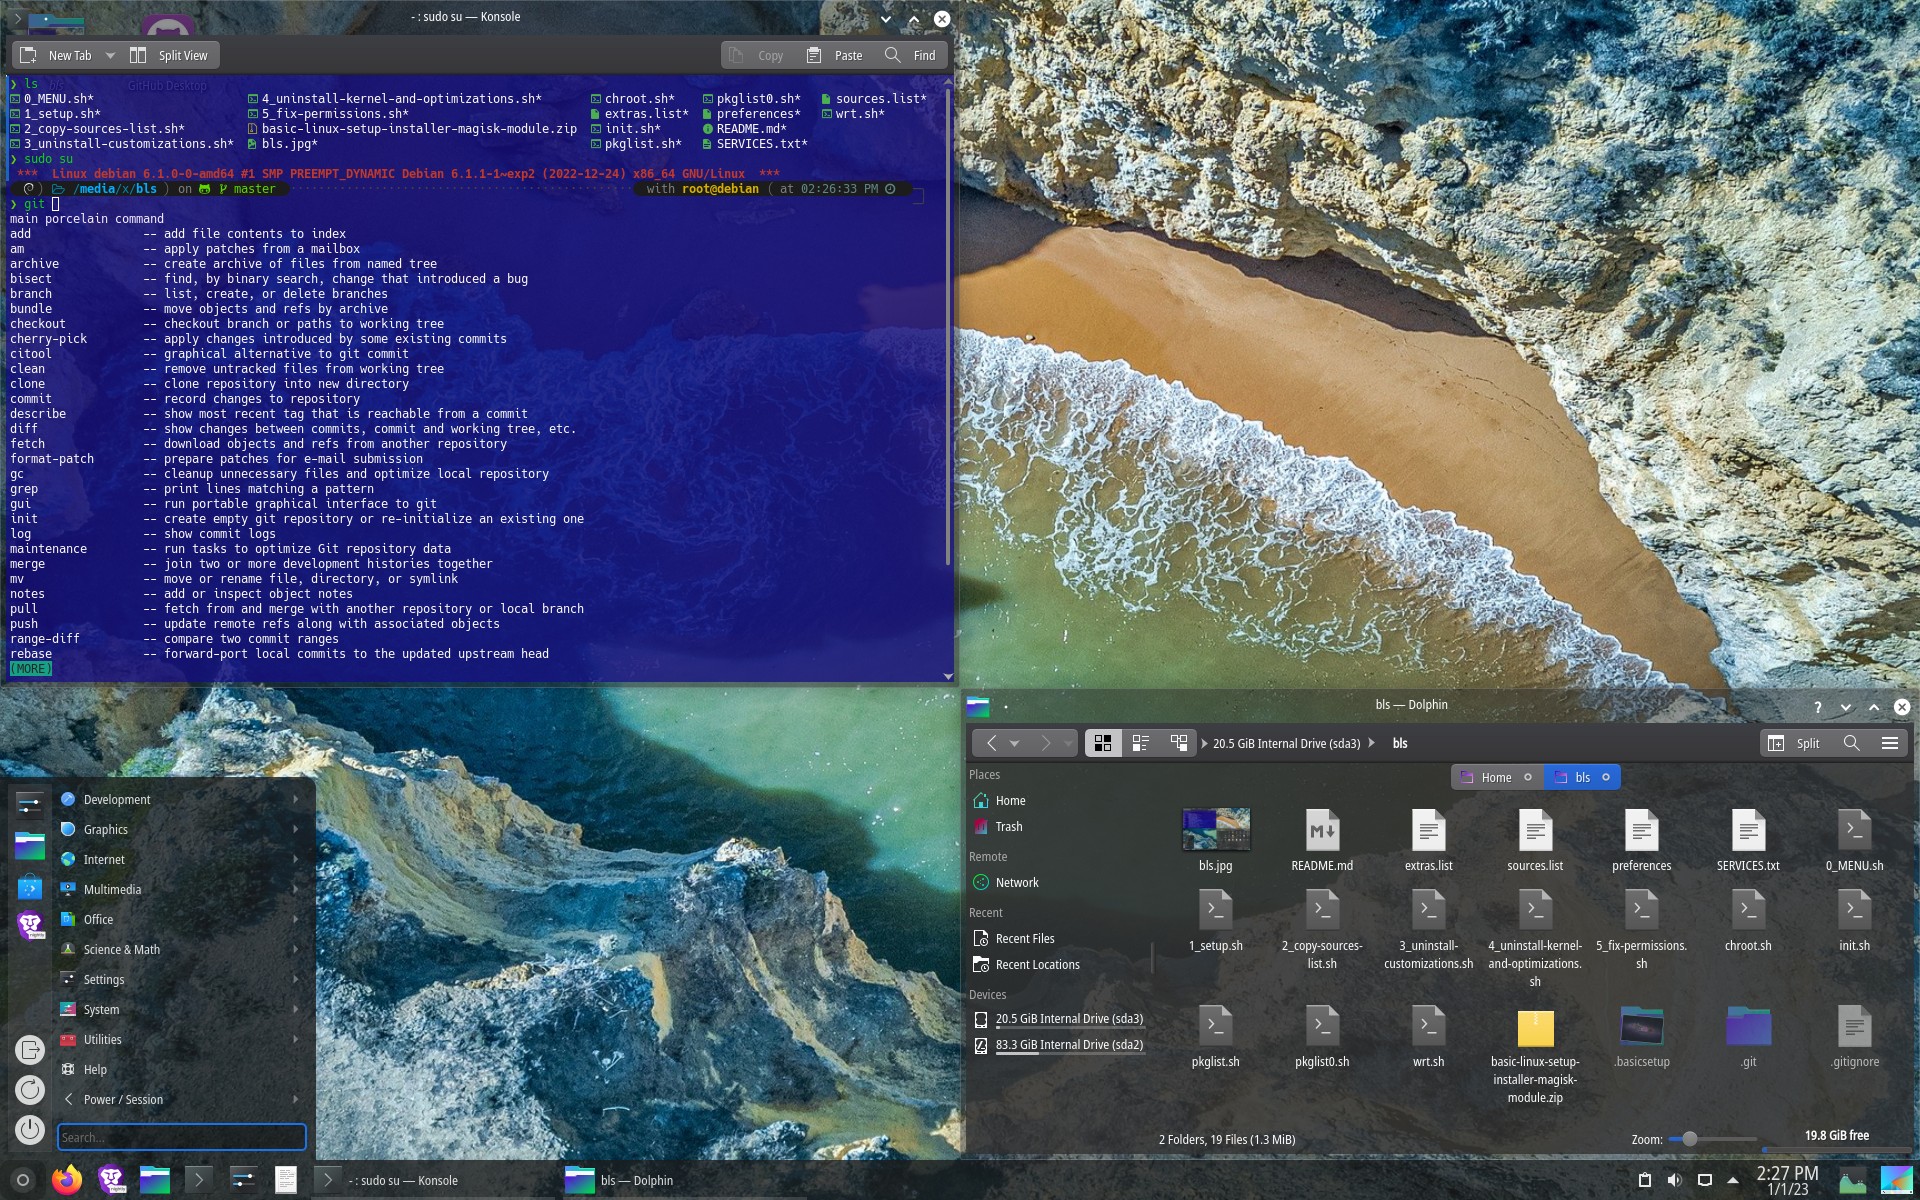 - : sudo su — Konsole
New Tab
Split View
Copy
Paste
Find
bls
GitHub Desktop
❯ ls
0_MENU.sh* 4_uninstall-kernel-and-optimizations.sh* chroot.sh* pkglist0.sh* sources.list*
1_setup.sh* 5_fix-permissions.sh* extras.list* preferences* wrt.sh*
2_copy-sources-list.sh* basic-linux-setup-installer-magisk-module.zip init.sh* README.md*
3_uninstall-customizations.sh* bls.jpg* pkglist.sh* SERVICES.txt*
❯ sudo su
*** Linux debian 6.1.0-0-amd64 #1 SMP PREEMPT_DYNAMIC Debian 6.1.1-1~exp2 (2022-12-24) x86_64 GNU/Linux ***
/media/x/bls ) on master with root@debian ( at 02:26:33 PM
❯ git
main porcelain command
add -- add file contents to index
am -- apply patches from a mailbox
archive -- create archive of files from named tree
bisect -- find, by binary search, change that introduced a bug
branch -- list, create, or delete branches
bundle -- move objects and refs by archive
checkout -- checkout branch or paths to working tree
cherry-pick -- apply changes introduced by some existing commits
citool -- graphical alternative to git commit
clean -- remove untracked files from working tree
clone -- clone repository into new directory
commit -- record changes to repository
describe -- show most recent tag that is reachable from a commit
diff -- show changes between commits, commit and working tree, etc.
fetch -- download objects and refs from another repository
format-patch -- prepare patches for e-mail submission
gc -- cleanup unnecessary files and optimize local repository
grep -- print lines matching a pattern
gui -- run portable graphical interface to git
init -- create empty git repository or re-initialize an existing one
log -- show commit logs
maintenance -- run tasks to optimize Git repository data
merge -- join two or more development histories together
mv -- move or rename file, directory, or symlink
notes -- add or inspect object notes
pull -- fetch from and merge with another repository or local branch
push -- update remote refs along with associated objects
range-diff -- compare two commit ranges
rebase -- forward-port local commits to the updated upstream head
(MORE)
Development
Graphics
Internet
Multimedia
Office
Science & Math
Settings
System
Utilities
Help
Power / Session
Search...
bls — Dolphin
?
20.5 GiB Internal Drive (sda3)
bls
Split
Places
Home
Trash
Remote
Network
Recent
Recent Files
Recent Locations
Devices
20.5 GiB Internal Drive (sda3)
83.3 GiB Internal Drive (sda2)
Home
bls
bls.jpg
M
README.md
extras.list
sources.list
preferences
SERVICES.txt
0_MENU.sh
1_setup.sh
2_copy-sources-
list.sh
3_uninstall-
customizations.sh
4_uninstall-kernel-
and-optimizations.
sh
5_fix-permissions.
sh
chroot.sh
init.sh
pkglist.sh
pkglist0.sh
wrt.sh
basic-linux-setup-
installer-magisk-
module.zip
.basicsetup
.git
.gitignore
2 Folders, 19 Files (1.3 MiB)
Zoom:
19.8 GiB free
- : sudo su — Konsole
bls — Dolphin
2:27 PM
1/1/23